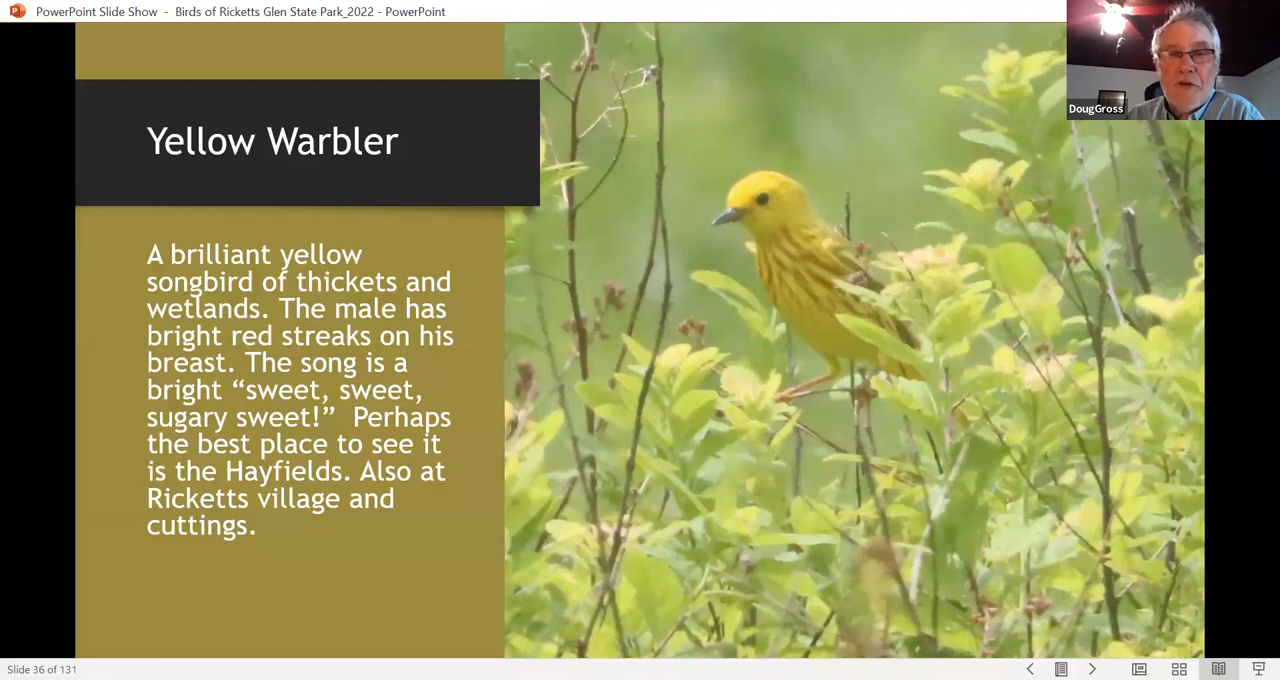 PowerPoint Slide Show - Birds of Ricketts Glen State Park_2022 - PowerPoint
DougGross
Yellow Warbler
A brilliant yellow
songbird of thickets and
wetlands. The male has
bright red streaks on his
breast. The song is a
bright “sweet, sweet,
sugary sweet!”  Perhaps
the best place to see it
is the Hayfields. Also at
Ricketts village and
cuttings.
Slide 36 of 131